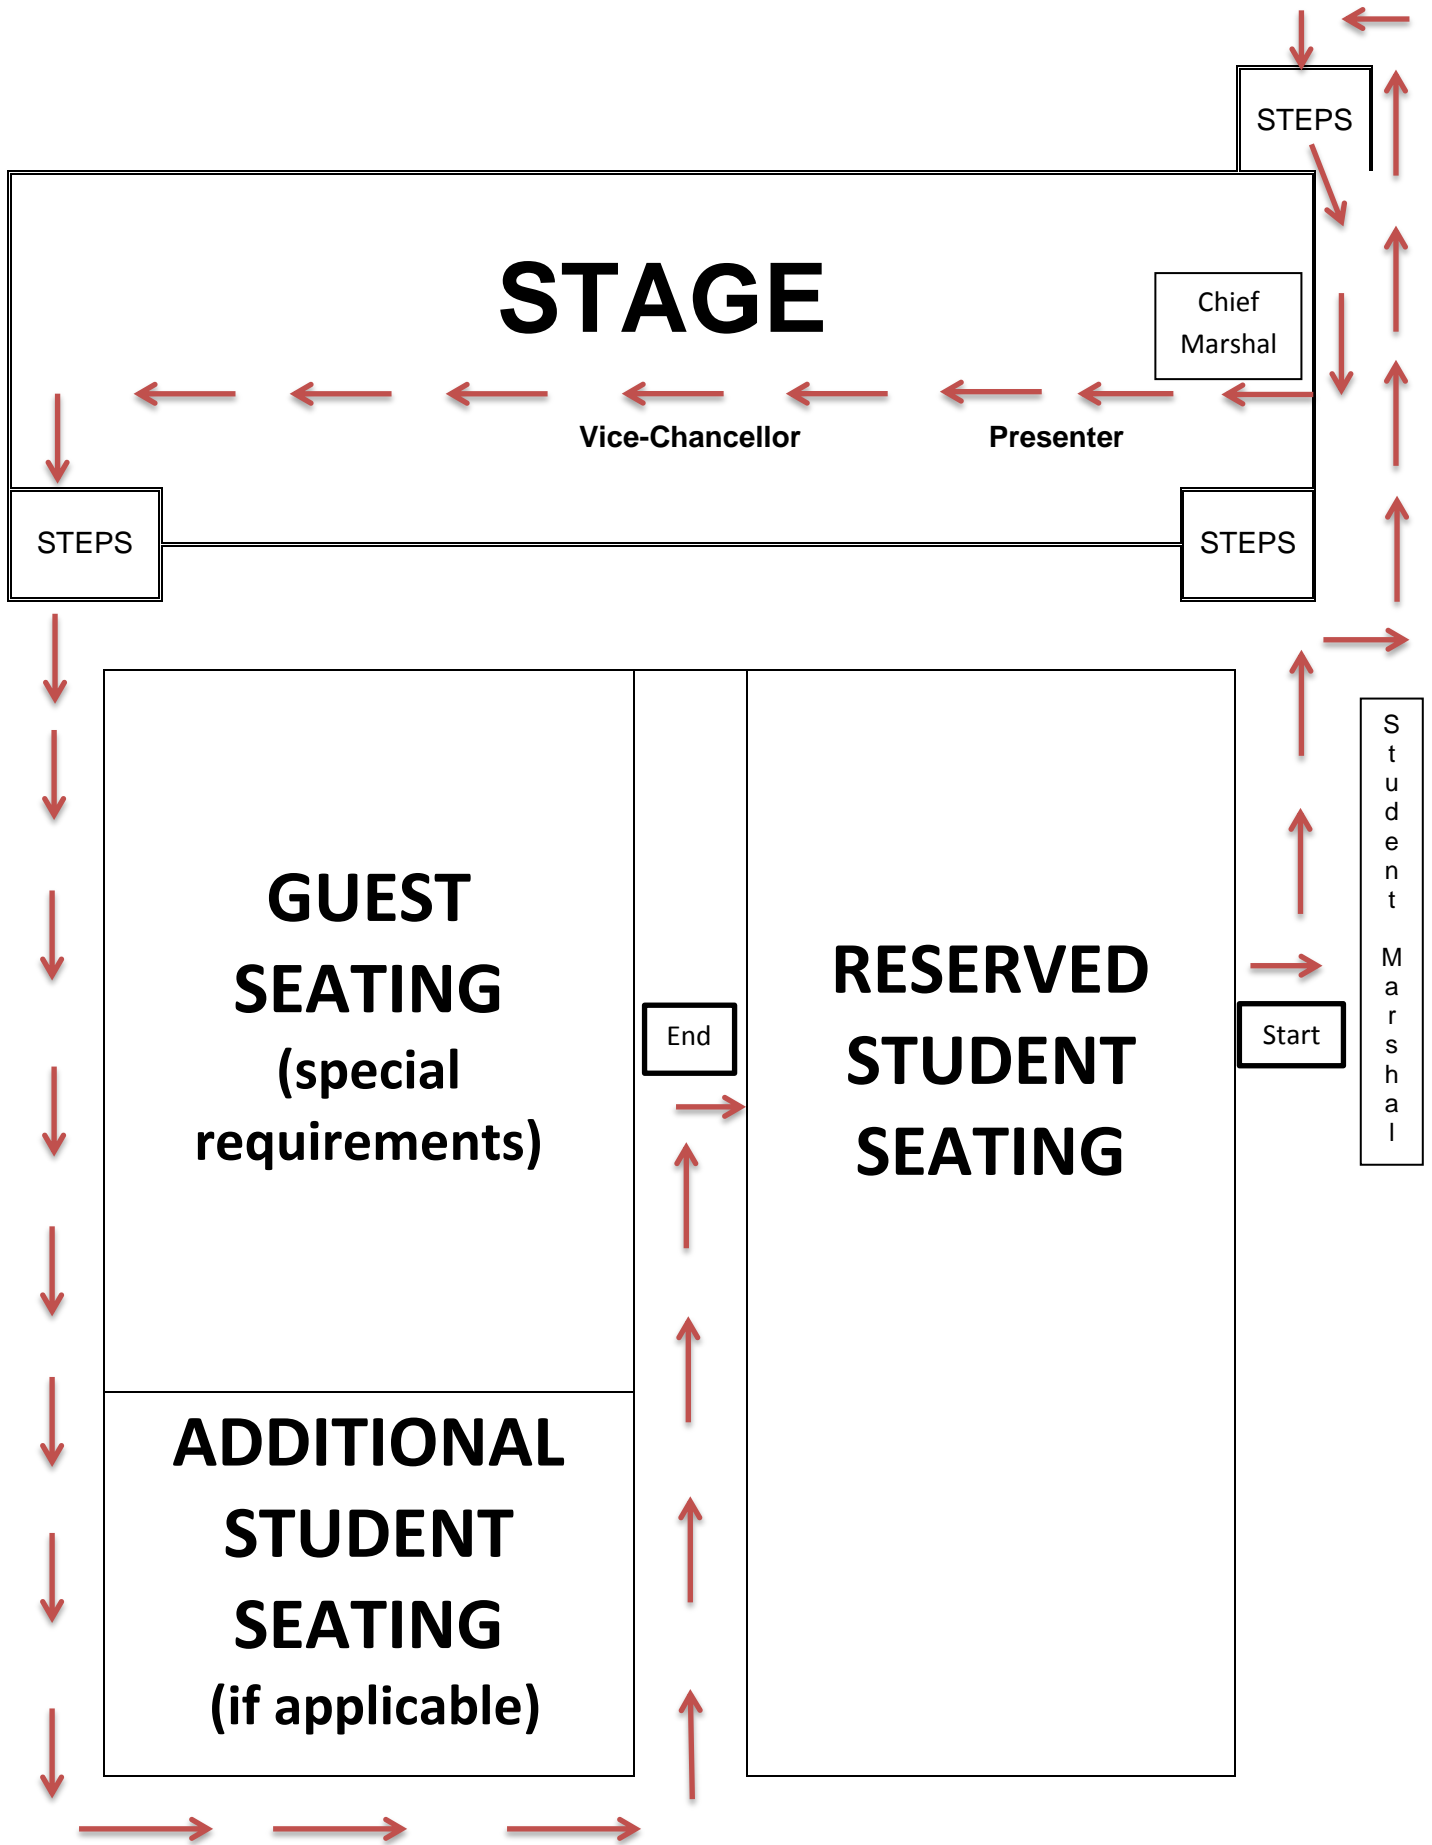 STEPS
STAGE
Chief
Marshal
Vice-Chancellor
Presenter
STEPS
STEPS
GUEST
SEATING
(special
requirements)
ADDITIONAL
STUDENT
SEATING
(if applicable)
End
RESERVED
STUDENT
SEATING
Start
Student Marshal